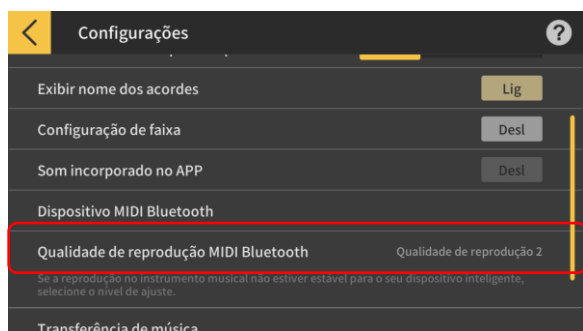 Configurações
?
Exibir nome dos acordes Lig
Configuração de faixa Desl
Som incorporado no APP Desl
Dispositivo MIDI Bluetooth
Qualidade de reprodução MIDI Bluetooth Qualidade de reprodução 2
Se a reprodução no instrumento musical não estiver estável para o seu dispositivo inteligente,
selecione o nível de ajuste.
Transferência de música